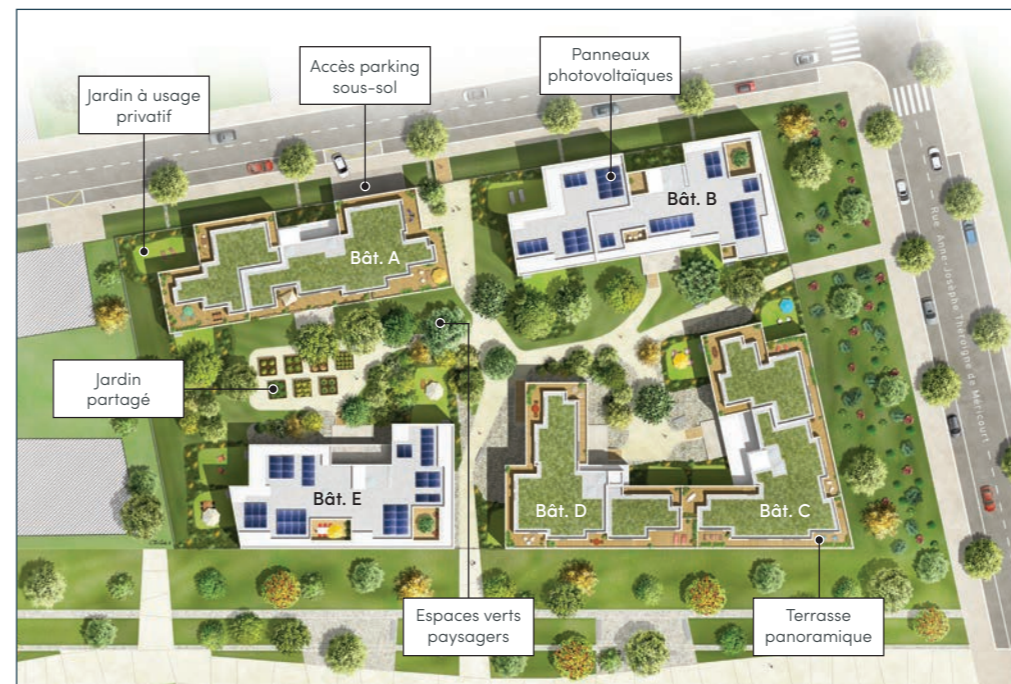 Jardin à usage
privatif
Accès parking
sous-sol
Panneaux
photovoltaïques
Bât. B
Bât. A
Rue Anne-Josèphe Théroigne de Méricourt
Jardin
partagé
Bât. E
Bât. D
Bât. C
Espaces verts
paysagers
Terrasse
panoramique